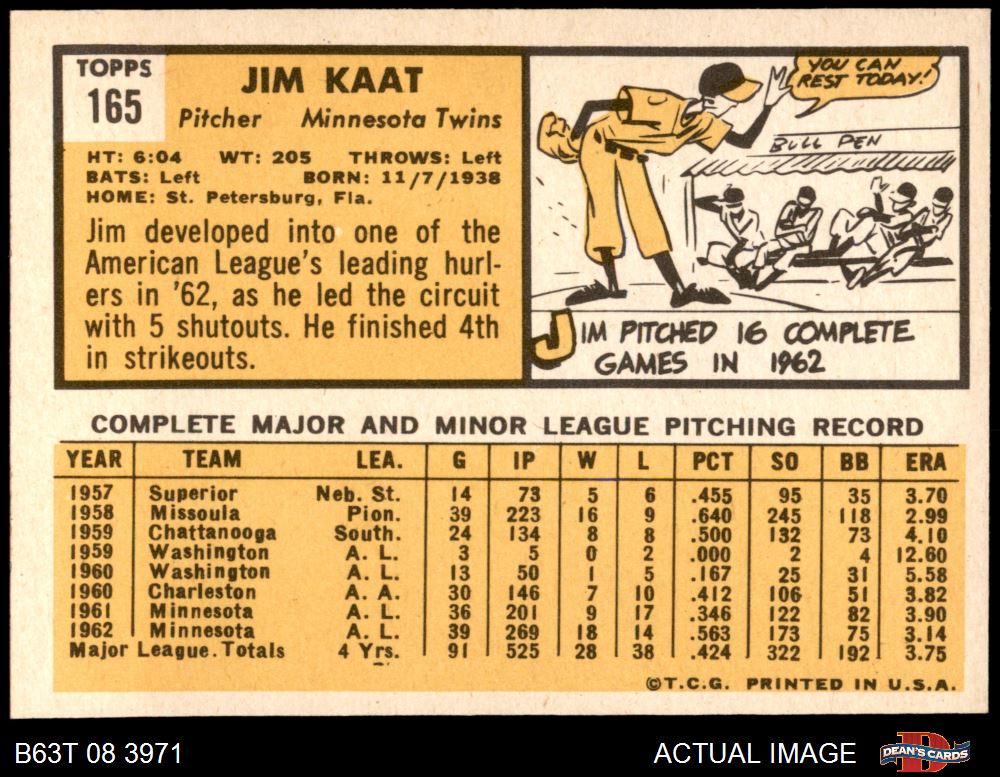 TOPPS
165
JIM KAAT
Pitcher Minnesota Twins
HT: 6:04 WT: 205 THROWS: Left
BATS: Left BORN: 11/7/1938
HOME: St. Petersburg, Fla.
Jim developed into one of the
American League's leading hurl-
ers in '62, as he led the circuit
with 5 shutouts. He finished 4th
in strikeouts.
YOU CAN
REST TODAY!
BULL PEN
JIM PITCHED 16 COMPLETE
GAMES IN 1962
COMPLETE MAJOR AND MINOR LEAGUE PITCHING RECORD
YEAR TEAM LEA. G IP W L PCT SO BB ERA
1957 Superior Neb. St. 14 73 5 6 .455 95 35 3.70
1958 Missoula Pion. 39 223 16 9 .640 245 118 2.99
1959 Chattanooga South. 24 134 8 8 .500 132 73 4.10
1959 Washington A. L. 3 5 0 2 .000 2 4 12.60
1960 Washington A. L. 13 50 1 5 .167 25 31 5.58
1960 Charleston A. A. 30 146 7 10 .412 106 51 3.82
1961 Minnesota A. L. 36 201 9 17 .346 122 82 3.90
1962 Minnesota A. L. 39 269 18 14 .563 173 75 3.14
Major League Totals 4 Yrs. 91 525 28 38 .424 322 192 3.75
©T.C.G. PRINTED IN U.S.A.
B63T 08 3971
ACTUAL IMAGE
DEAN'S CARDS